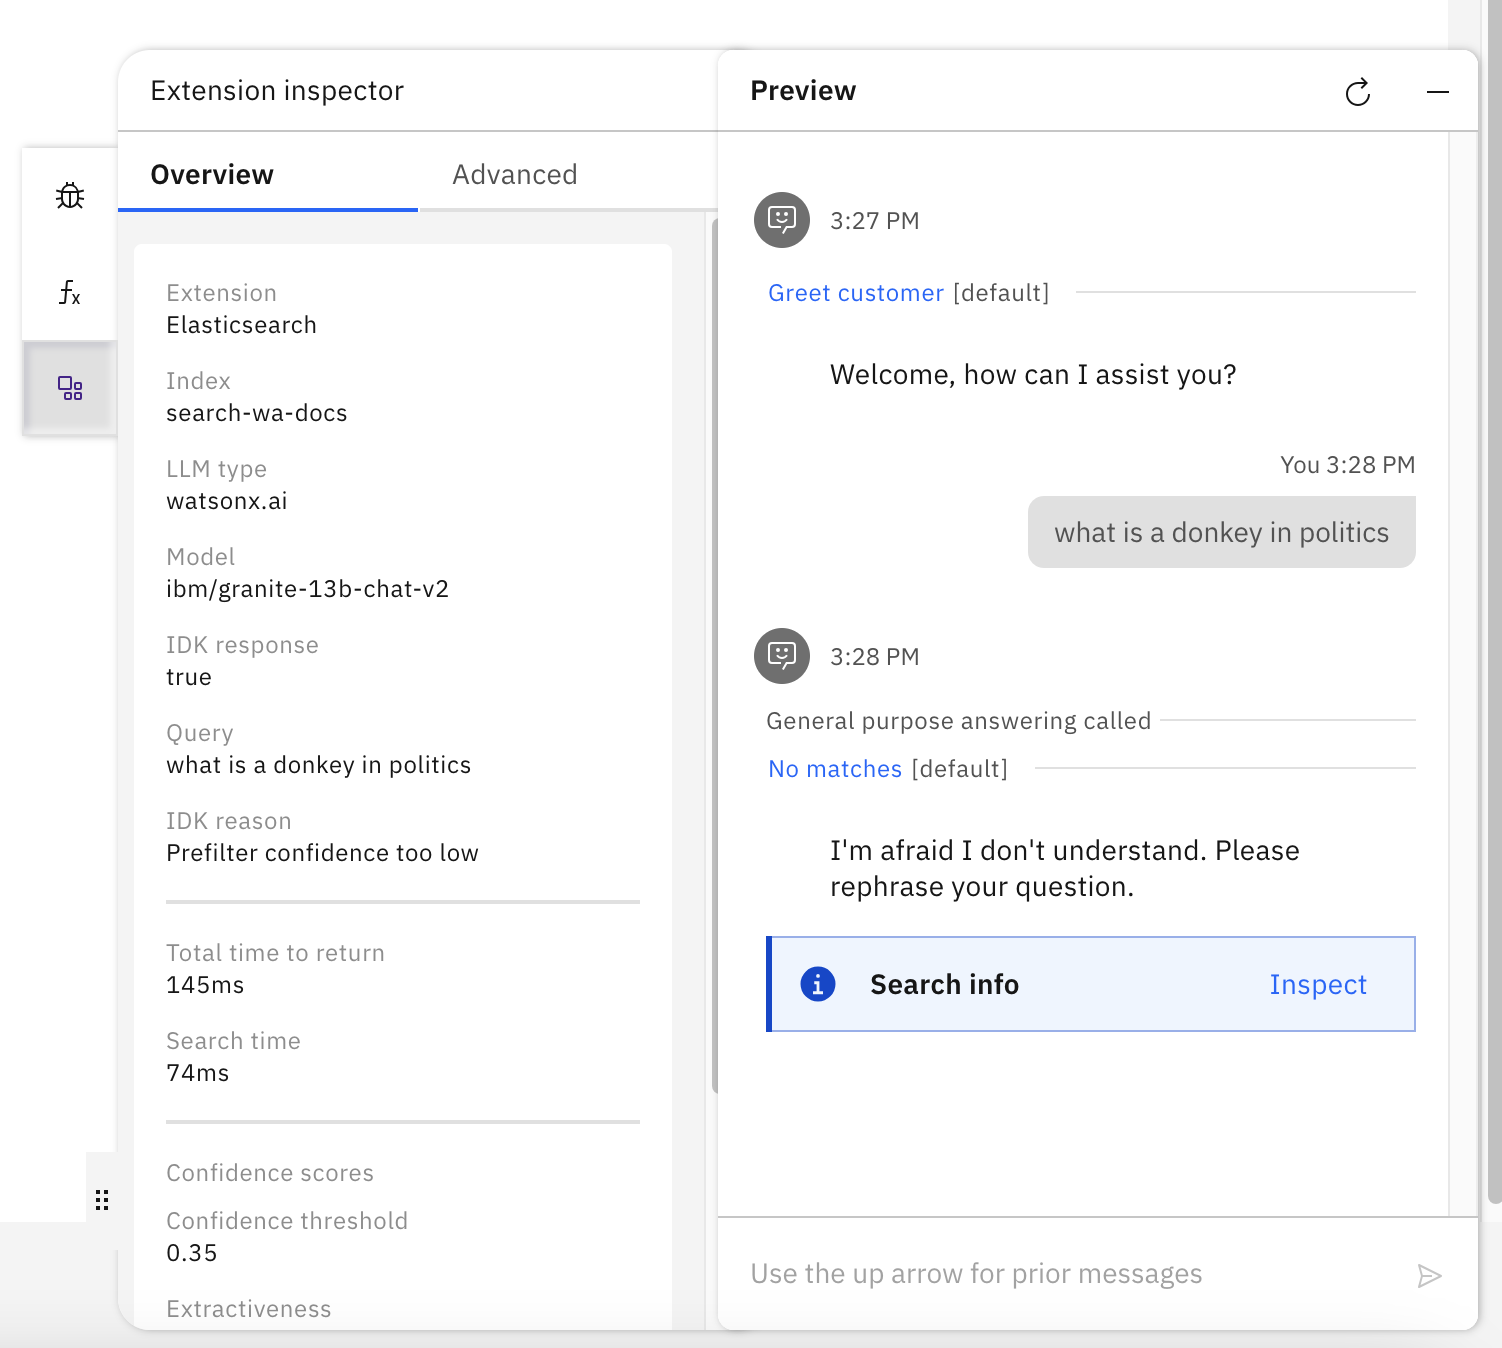 Extension inspector
Overview
Advanced
Extension
Elasticsearch
Index
search-wa-docs
LLM type
watsonx.ai
Model
ibm/granite-13b-chat-v2
IDK response
true
Query
what is a donkey in politics
IDK reason
Prefilter confidence too low
Total time to return
145ms
Search time
74ms
Confidence scores
Confidence threshold
0.35
Extractiveness
Preview
3:27 PM
Greet customer [default]
Welcome, how can I assist you?
You 3:28 PM
what is a donkey in politics
3:28 PM
General purpose answering called
No matches [default]
I'm afraid I don't understand. Please
rephrase your question.
Search info
Inspect
Use the up arrow for prior messages